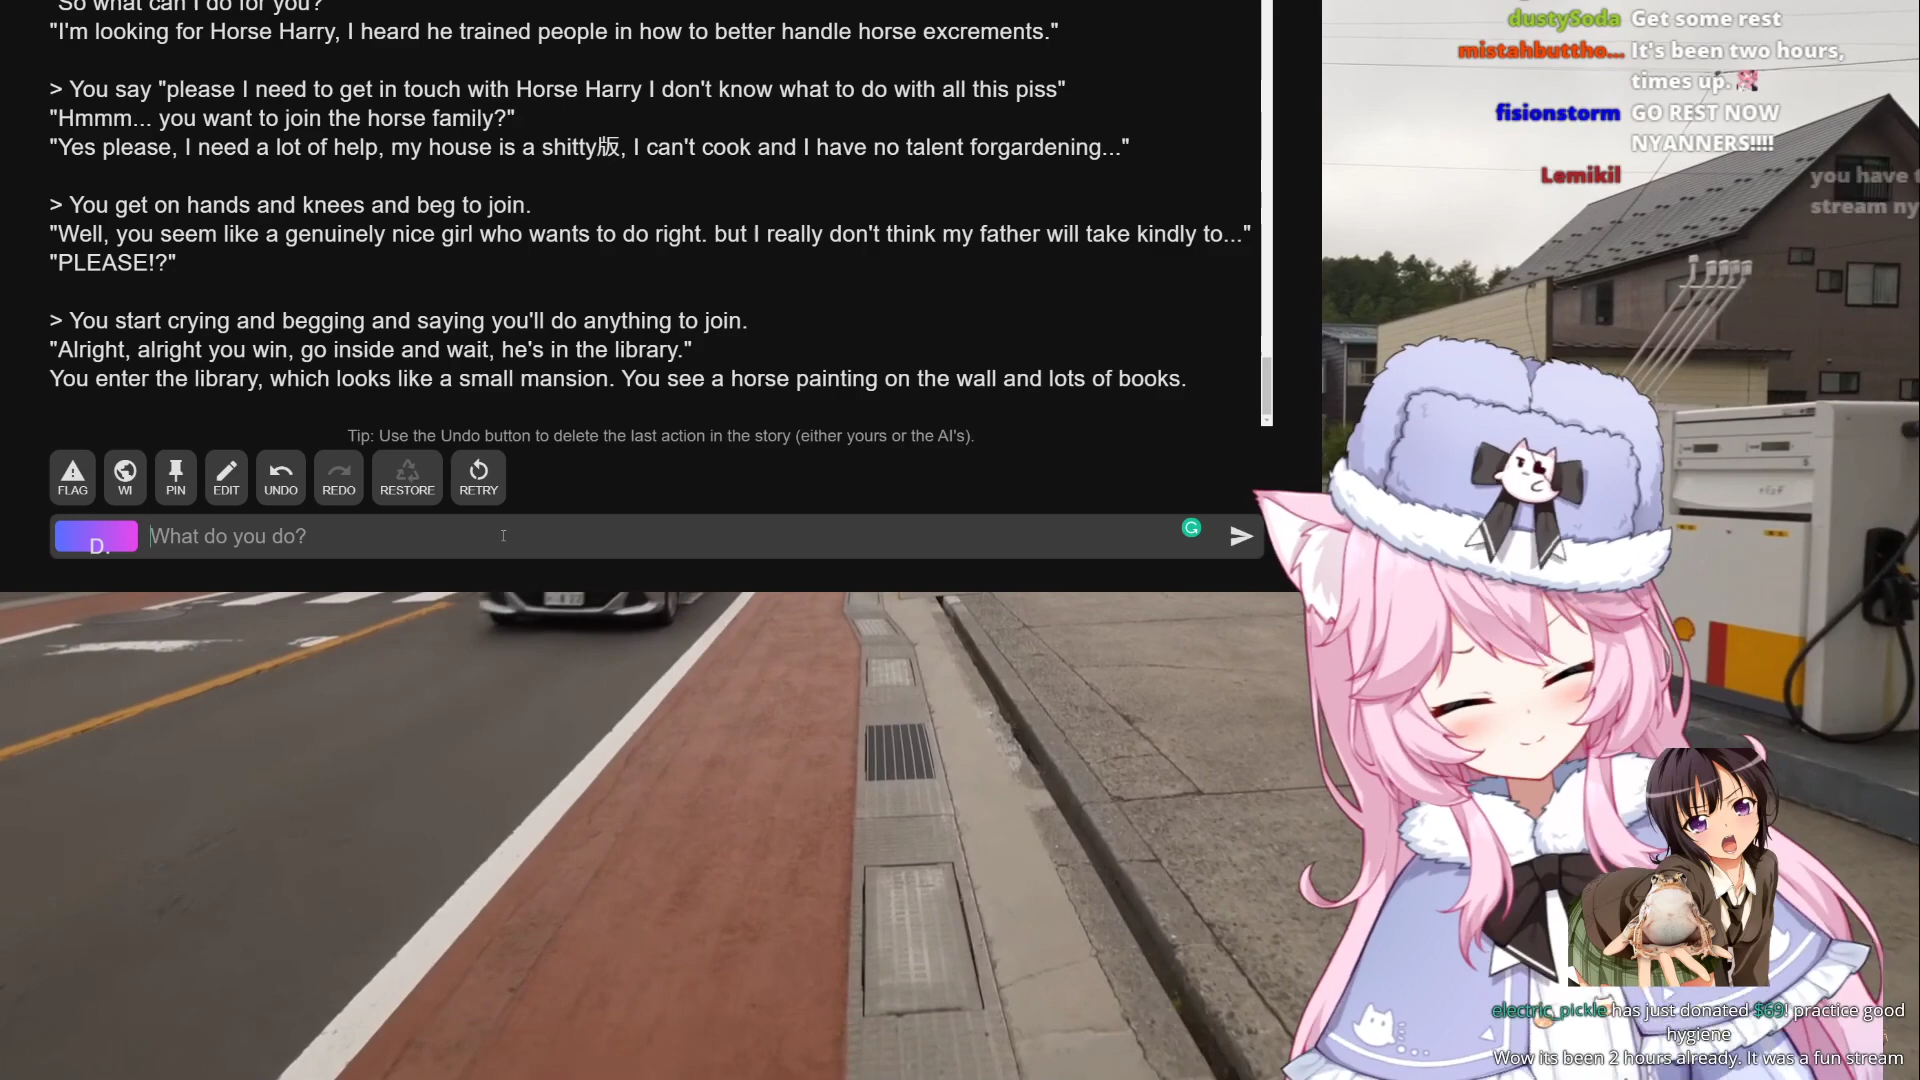 "So what can I do for you?"
"I'm looking for Horse Harry, I heard he trained people in how to better handle horse excrements."
> You say "please I need to get in touch with Horse Harry I don't know what to do with all this piss"
"Hmmm... you want to join the horse family?"
"Yes please, I need a lot of help, my house is a shitty版, I can't cook and I have no talent forgardening..."
> You get on hands and knees and beg to join.
"Well, you seem like a genuinely nice girl who wants to do right. but I really don't think my father will take kindly to..."
"PLEASE!?"
> You start crying and begging and saying you'll do anything to join.
"Alright, alright you win, go inside and wait, he's in the library."
You enter the library, which looks like a small mansion. You see a horse painting on the wall and lots of books.
Tip: Use the Undo button to delete the last action in the story (either yours or the AI's).
FLAG WI PIN EDIT UNDO REDO RESTORE RETRY
D. What do you do?
dustySoda Get some rest
mistahbuttho... It's been two hours,
times up.
fisionstorm GO REST NOW
NYANNERS!!!!
Lemikil you have t
stream ny
electric_pickle has just donated $69! practice good
hygiene
Wow its been 2 hours already. It was a fun stream